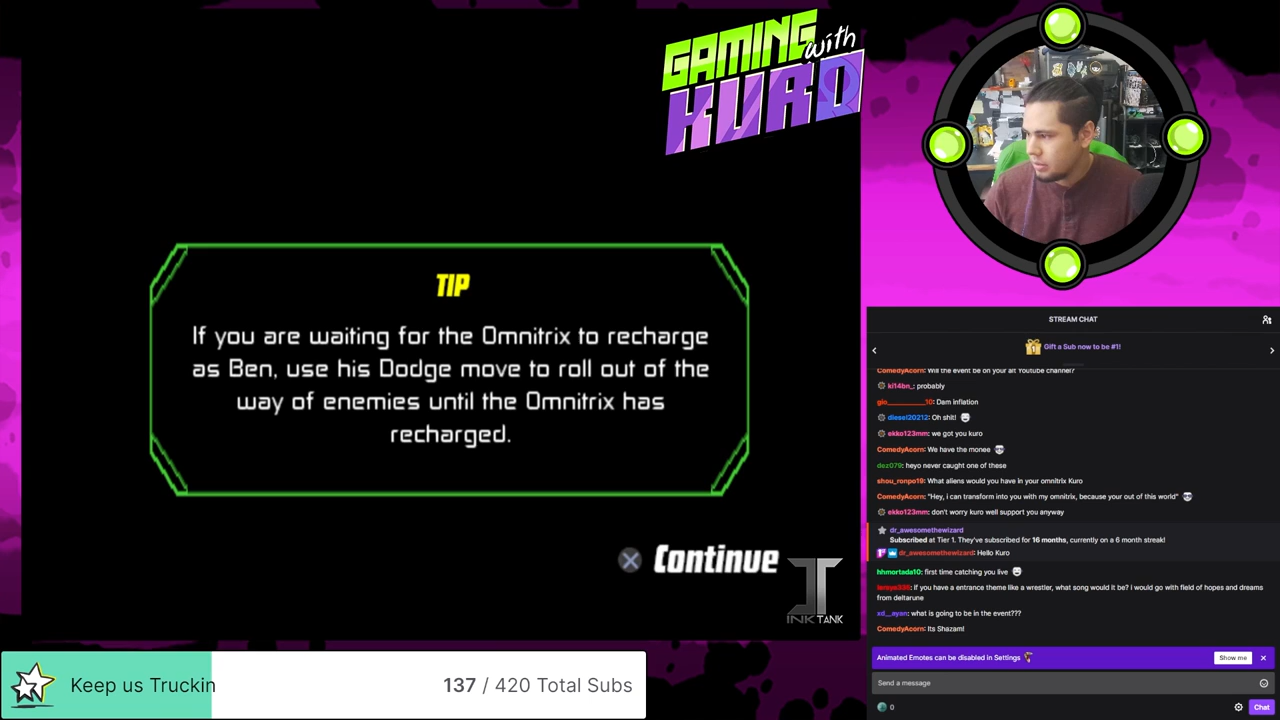 GAMING with
KURO
TIP
If you are waiting for the Omnitrix to recharge
as Ben, use his Dodge move to roll out of the
way of enemies until the Omnitrix has
recharged.
Continue
INKTANK
Keep us Truckin
137 / 420 Total Subs
STREAM CHAT
Gift a Sub now to be #1!
ComedyAcorn: Will the event be on your alt Youtube channel?
ki14bn_: probably
gio__________10: Dam inflation
diesel20212: Oh shit!
ekko123mm: we got you kuro
ComedyAcorn: We have the monee
dez079: heyo never caught one of these
shou_ronpo19: What aliens would you have in your omnitrix Kuro
ComedyAcorn: "Hey, i can transform into you with my omnitrix, because your out of this world"
ekko123mm: don't worry kuro well support you anyway
dr_awesomethewizard
Subscribed at Tier 1. They've subscribed for 16 months, currently on a 6 month streak!
dr_awesomethewizard: Hello Kuro
hhmortada10: first time catching you live
if you have a entrance theme like a wrestler, what song would it be? i would go with field of hopes and dreams
from deltarune
xd__ayan: what is going to be in the event???
ComedyAcorn: Its Shazam!
Animated Emotes can be disabled in Settings
Show me
Send a message
0
Chat